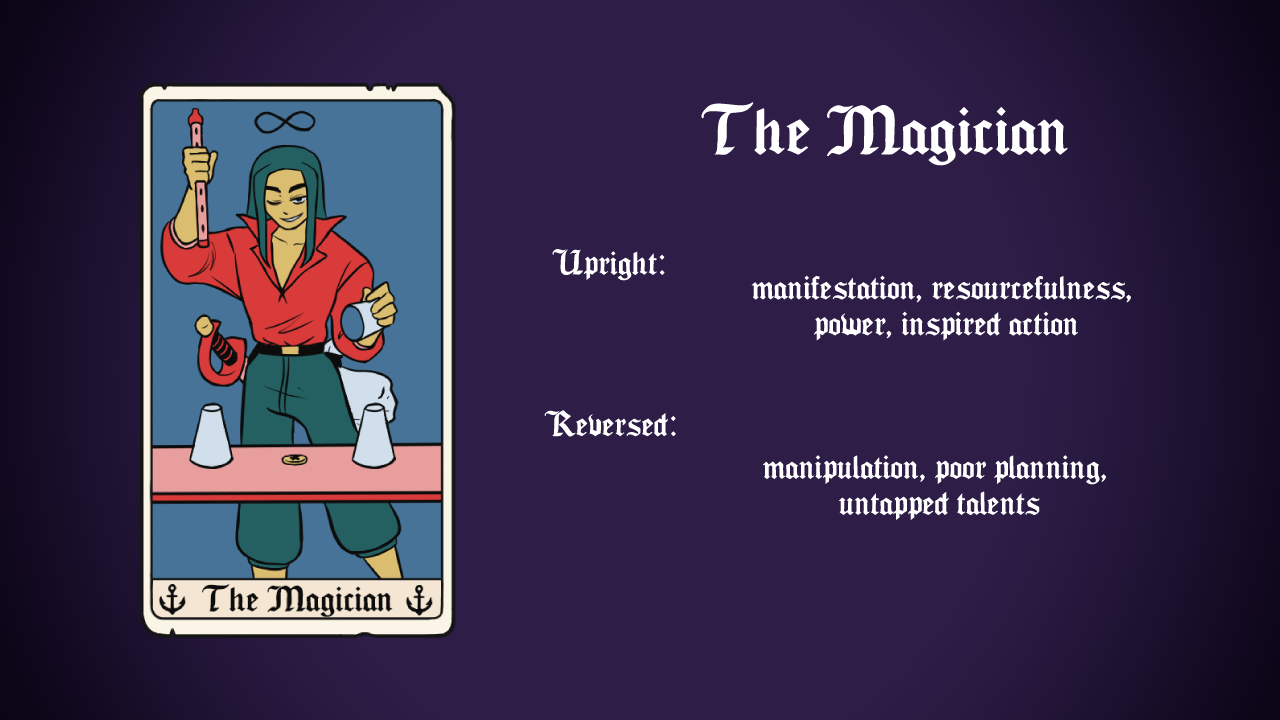 The Magician
Upright:
manifestation, resourcefulness,
power, inspired action
Reversed:
manipulation, poor planning,
untapped talents
The Magician